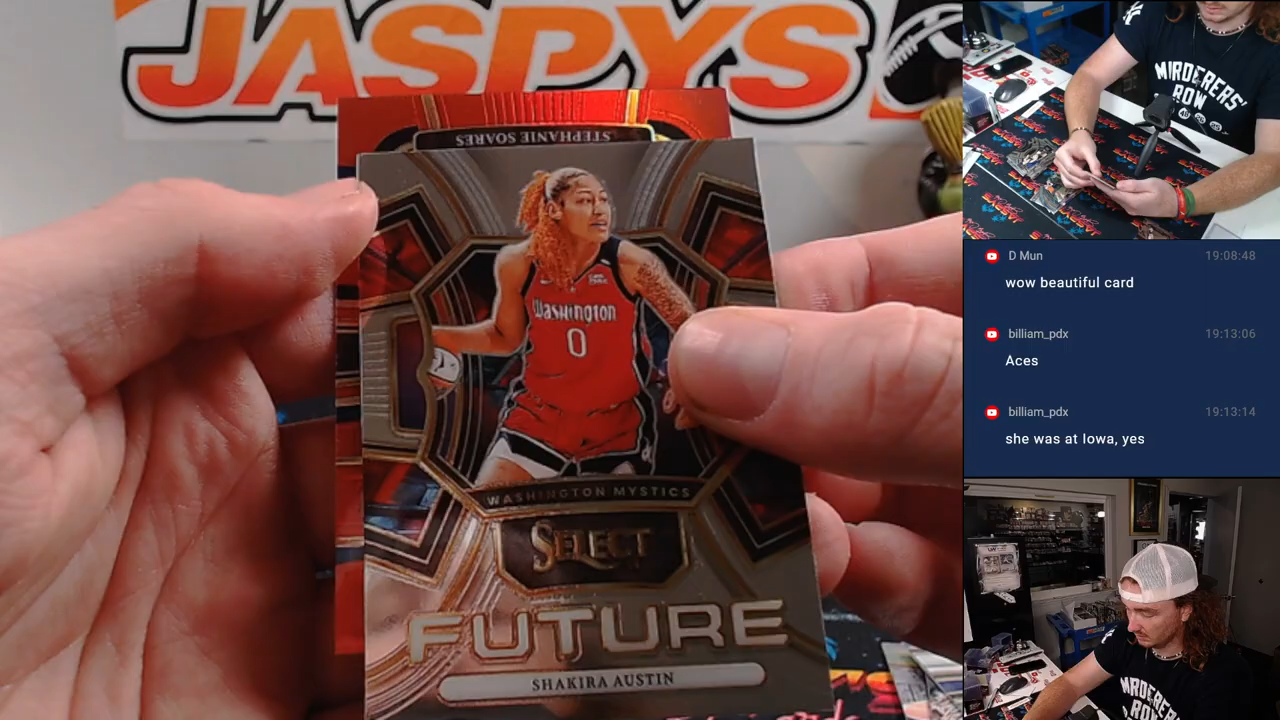 JASPYS
STEPHANIE SOARES
WASHINGTON
0
WASHINGTON MYSTICS
SELECT
FUTURE
SHAKIRA AUSTIN
MURDERERS'
ROW
D Mun 19:08:48
wow beautiful card
billiam_pdx 19:13:06
Aces
billiam_pdx 19:13:14
she was at Iowa, yes